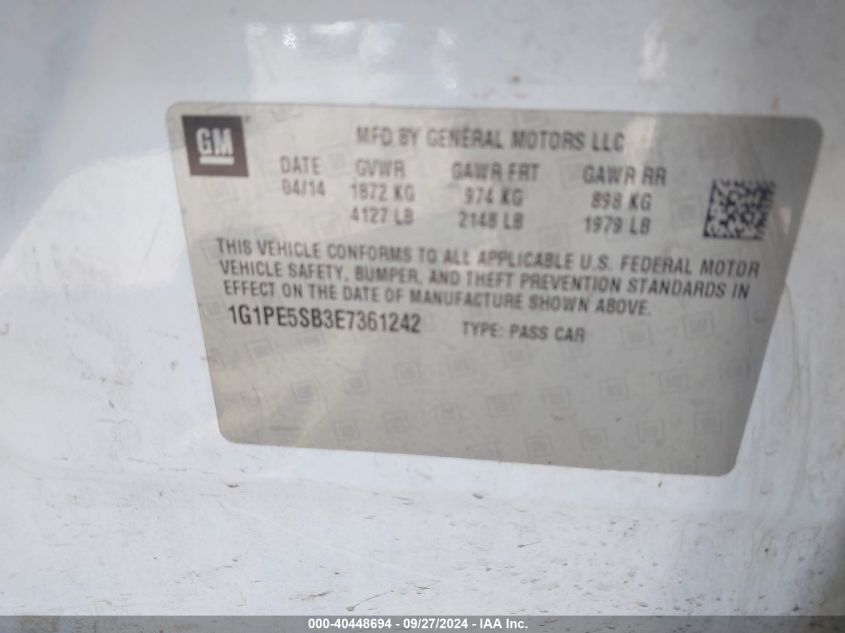 GM
MFD BY GENERAL MOTORS LLC
DATE GVWR GAWR FRT GAWR RR
04/14 1872 KG 974 KG 898 KG
4127 LB 2148 LB 1979 LB
THIS VEHICLE CONFORMS TO ALL APPLICABLE U.S. FEDERAL MOTOR
VEHICLE SAFETY, BUMPER, AND THEFT PREVENTION STANDARDS IN
EFFECT ON THE DATE OF MANUFACTURE SHOWN ABOVE.
1G1PE5SB3E7361242 TYPE: PASS CAR
000-40448694 - 09/27/2024 - IAA Inc.